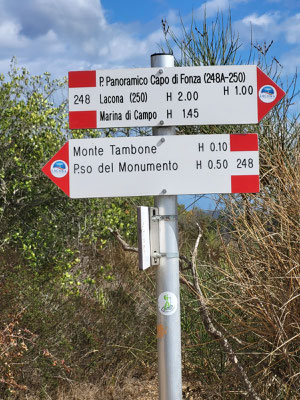 P. Panoramico Capo di Fonza (248A-250)
H 1.00
248 Lacona (250) H 2.00
Marina di Campo H 1.45
Monte Tambone H 0.10
P.so del Monumento H 0.50 248